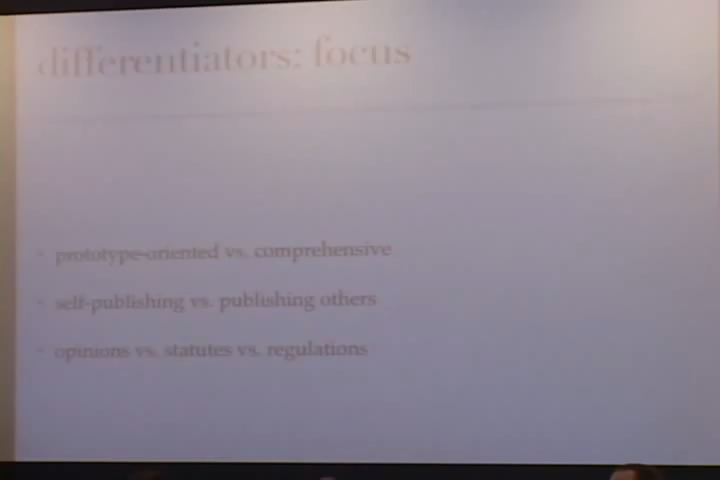 differentiators: focus
- prototype-oriented vs. comprehensive
- self-publishing vs. publishing others
- opinions vs. statutes vs. regulations